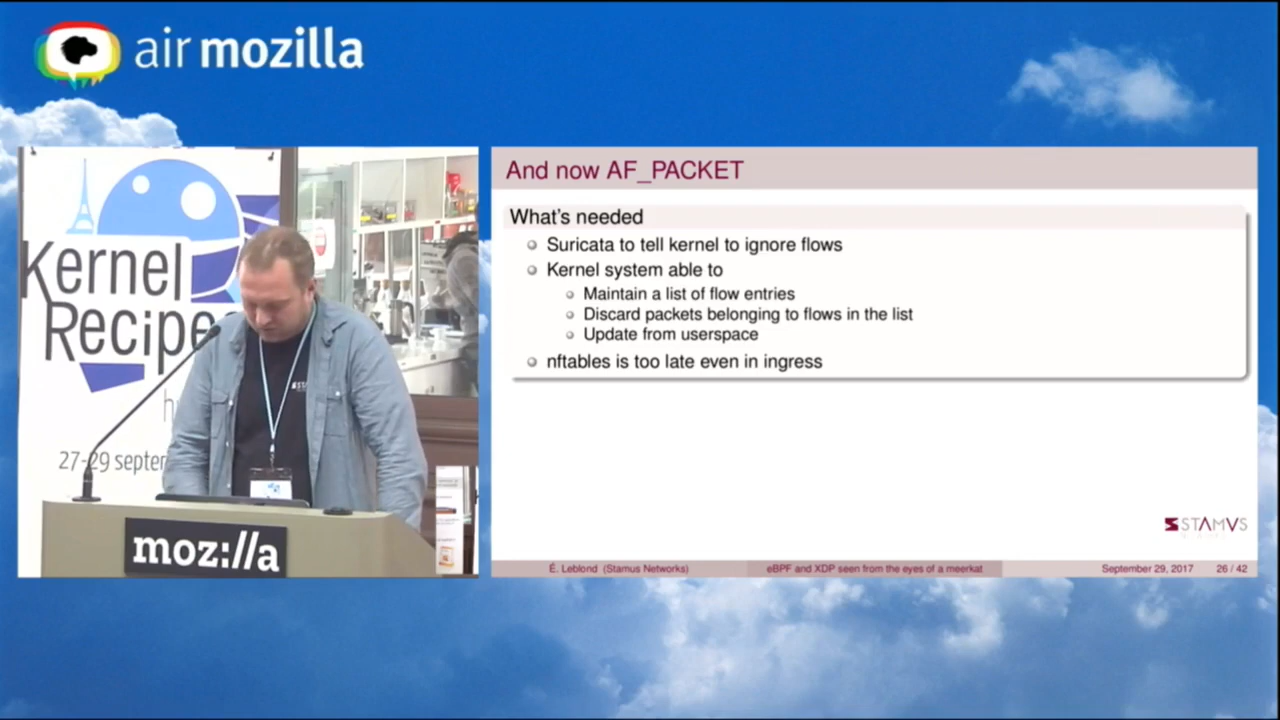 air mozilla
Kernel
Recipe
27-29 septem
moz://a
And now AF_PACKET
What's needed
Suricata to tell kernel to ignore flows
Kernel system able to
Maintain a list of flow entries
Discard packets belonging to flows in the list
Update from userspace
nftables is too late even in ingress
STAMVS
NETWORKS
É. Leblond (Stamus Networks)
eBPF and XDP seen from the eyes of a meerkat
September 29, 2017
26 / 42